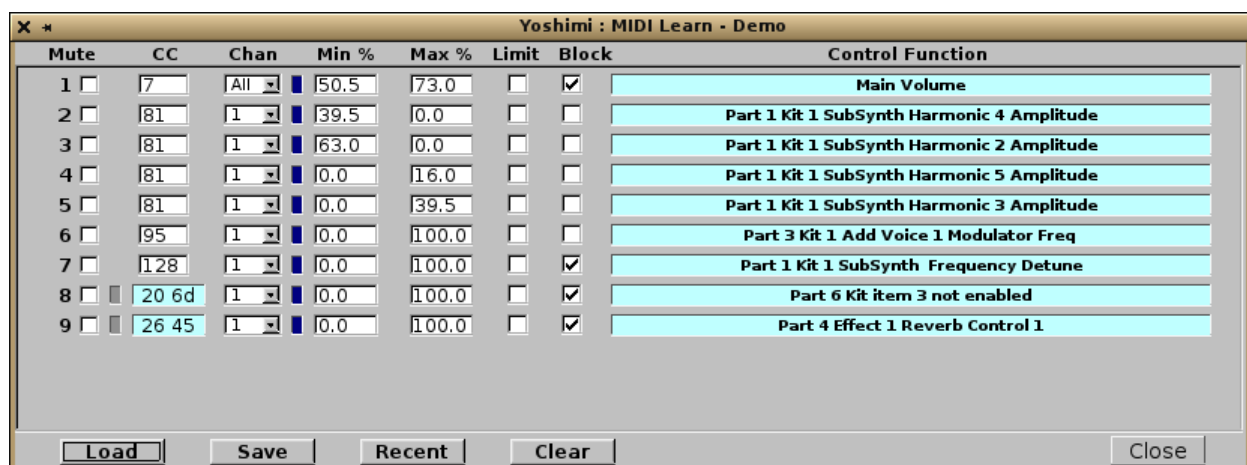 Yoshimi : MIDI Learn - Demo
Mute CC Chan Min % Max % Limit Block Control Function
1 7 All 50.5 73.0 Main Volume
2 81 1 39.5 0.0 Part 1 Kit 1 SubSynth Harmonic 4 Amplitude
3 81 1 63.0 0.0 Part 1 Kit 1 SubSynth Harmonic 2 Amplitude
4 81 1 0.0 16.0 Part 1 Kit 1 SubSynth Harmonic 5 Amplitude
5 81 1 0.0 39.5 Part 1 Kit 1 SubSynth Harmonic 3 Amplitude
6 95 1 0.0 100.0 Part 3 Kit 1 Add Voice 1 Modulator Freq
7 128 1 0.0 100.0 Part 1 Kit 1 SubSynth Frequency Detune
8 20 6d 1 0.0 100.0 Part 6 Kit item 3 not enabled
9 26 45 1 0.0 100.0 Part 4 Effect 1 Reverb Control 1
Load Save Recent Clear Close